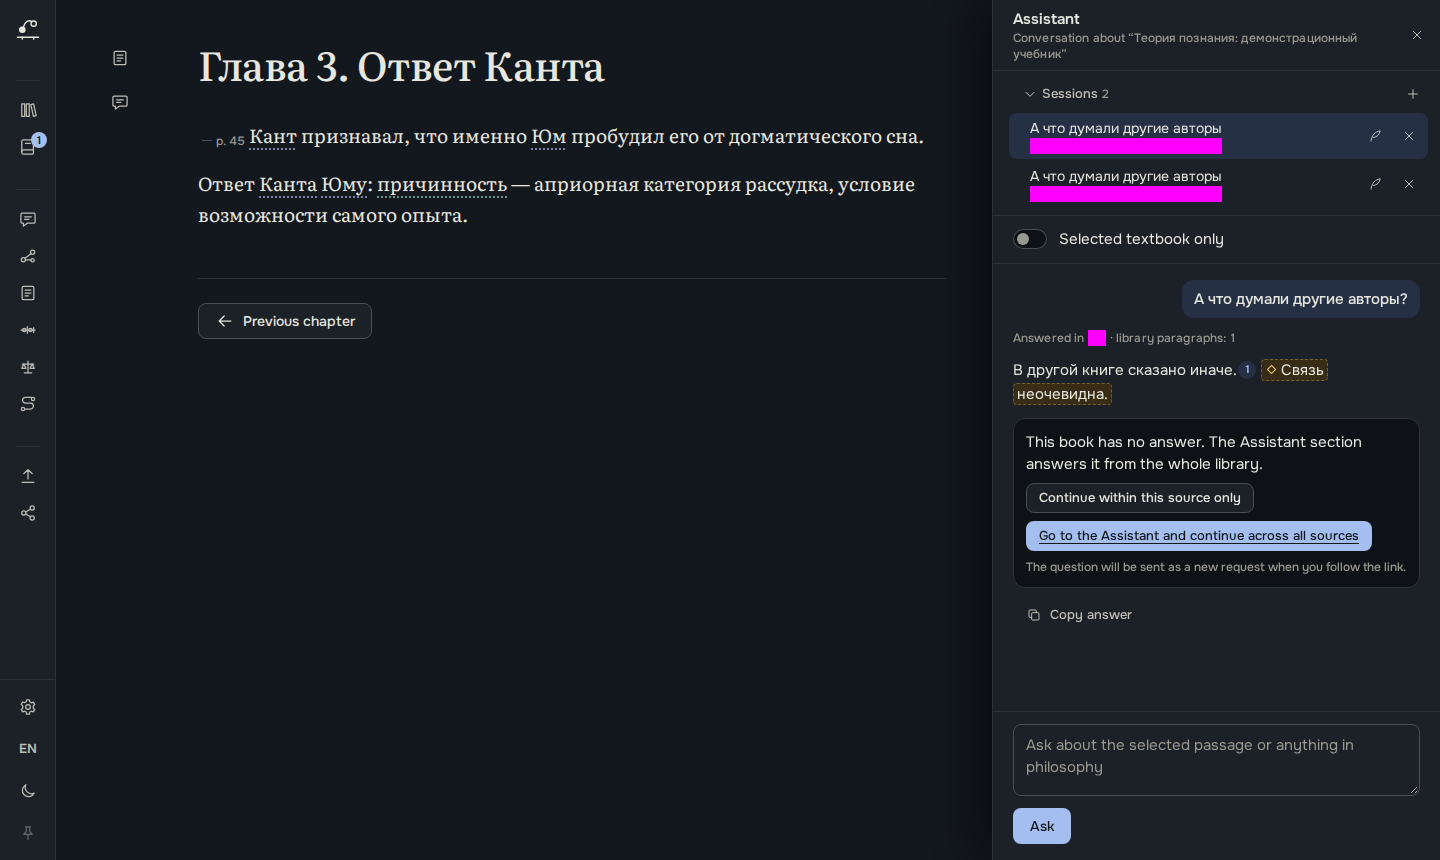 Глава 3. Ответ Канта
— p. 45 Кант признавал, что именно Юм пробудил его от догматического сна.
Ответ Канта Юму: причинность — априорная категория рассудка, условие
возможности самого опыта.
Previous chapter
1
EN
Assistant
Conversation about “Теория познания: демонстрационный
учебник”
Sessions 2
А что думали другие авторы
А что думали другие авторы
Selected textbook only
А что думали другие авторы?
Answered in · library paragraphs: 1
В другой книге сказано иначе. 1 Связь
неочевидна.
This book has no answer. The Assistant section
answers it from the whole library.
Continue within this source only
Go to the Assistant and continue across all sources
The question will be sent as a new request when you follow the link.
Copy answer
Ask about the selected passage or anything in
philosophy
Ask